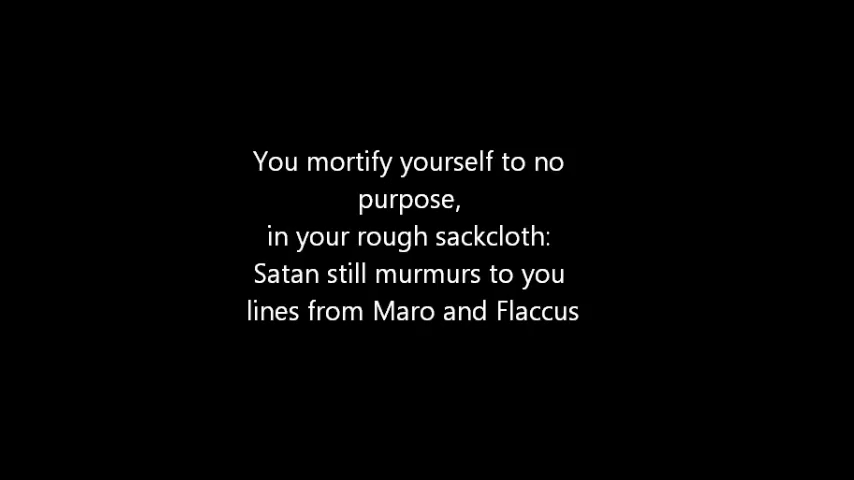 You mortify yourself to no
purpose,
in your rough sackcloth:
Satan still murmurs to you
lines from Maro and Flaccus